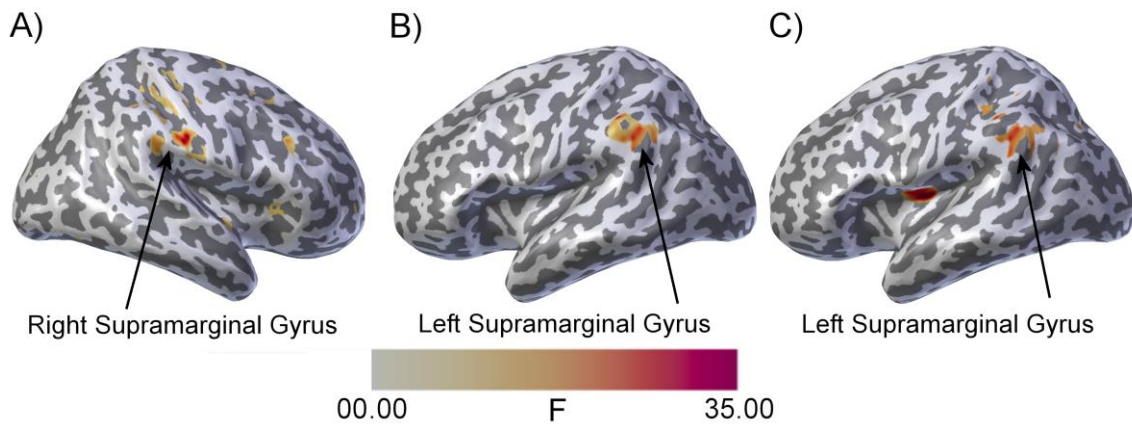 A)
B)
C)
Right Supramarginal Gyrus
Left Supramarginal Gyrus
Left Supramarginal Gyrus
00.00
F
35.00